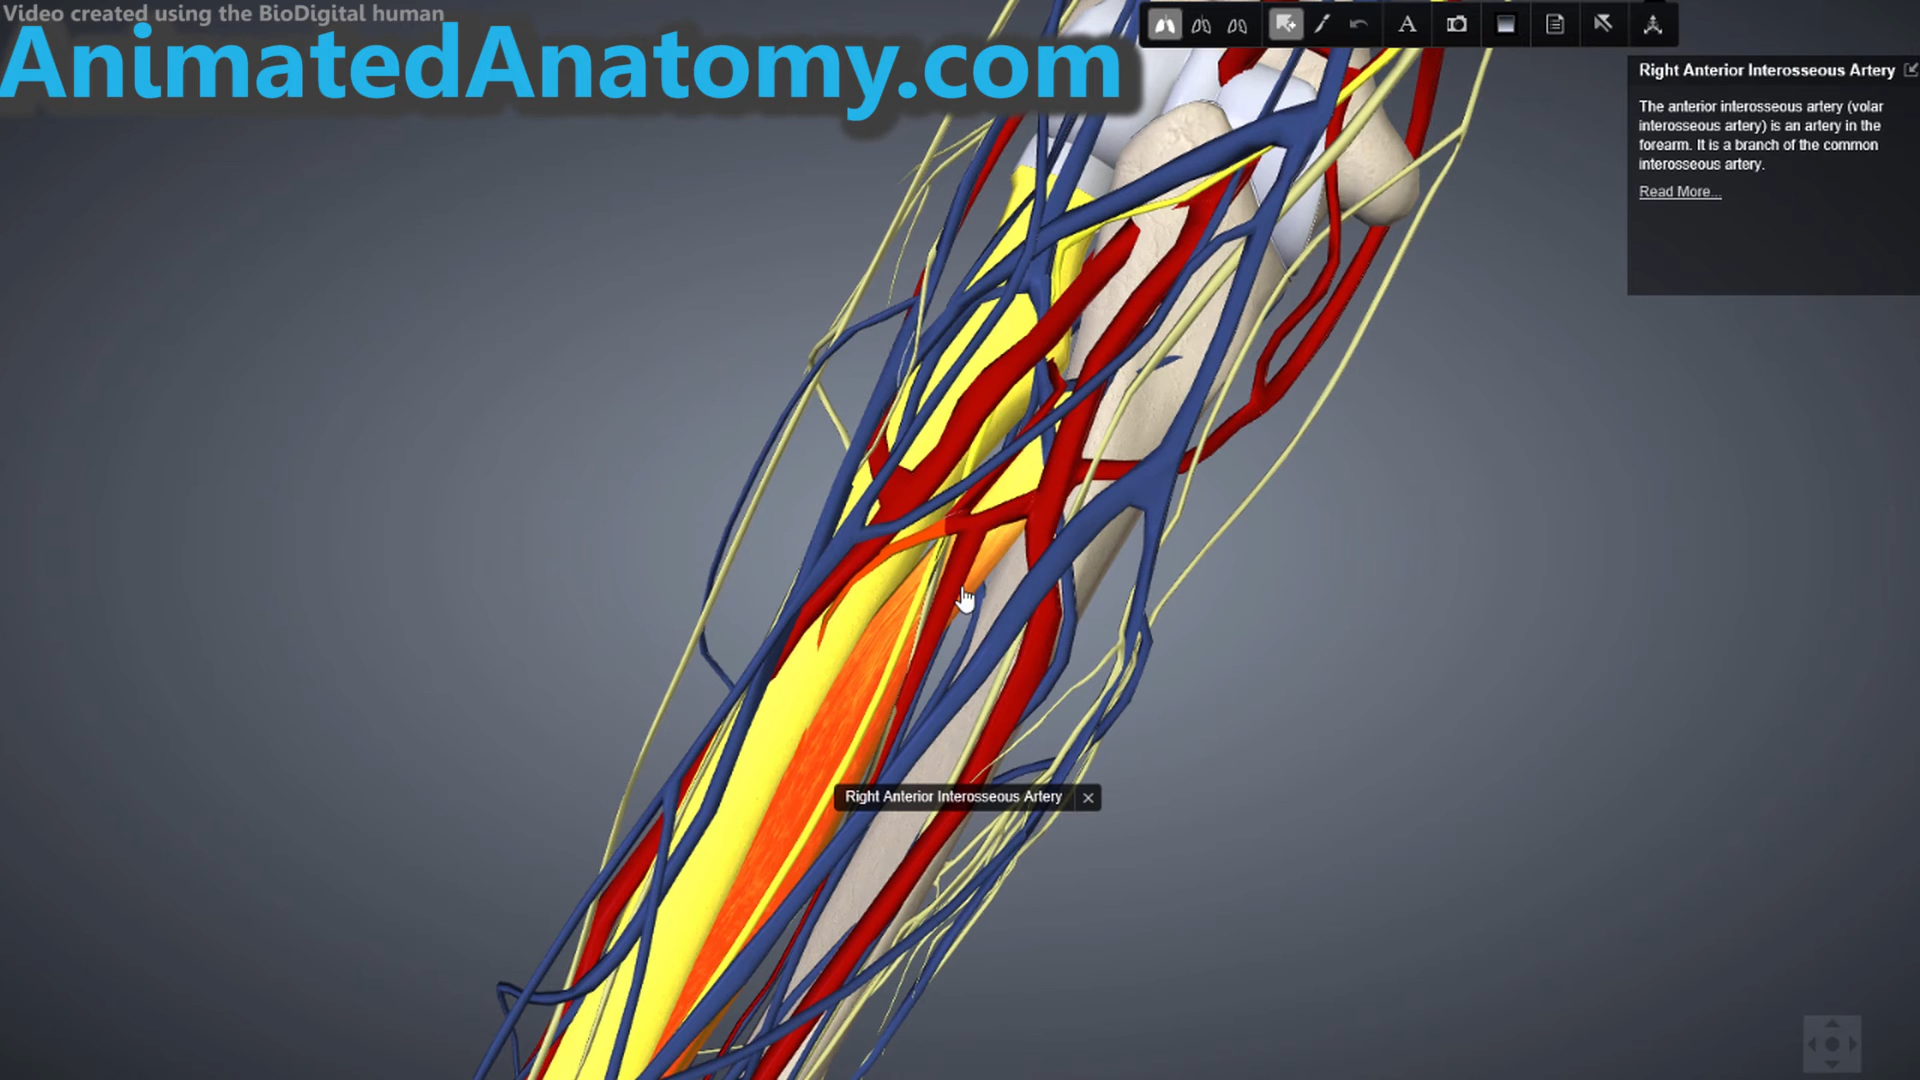 Video created using the BioDigital human
AnimatedAnatomy.com
A
Right Anterior Interosseous Artery
The anterior interosseous artery (volar
interosseous artery) is an artery in the
forearm. It is a branch of the common
interosseous artery.
Read More...
Right Anterior Interosseous Artery